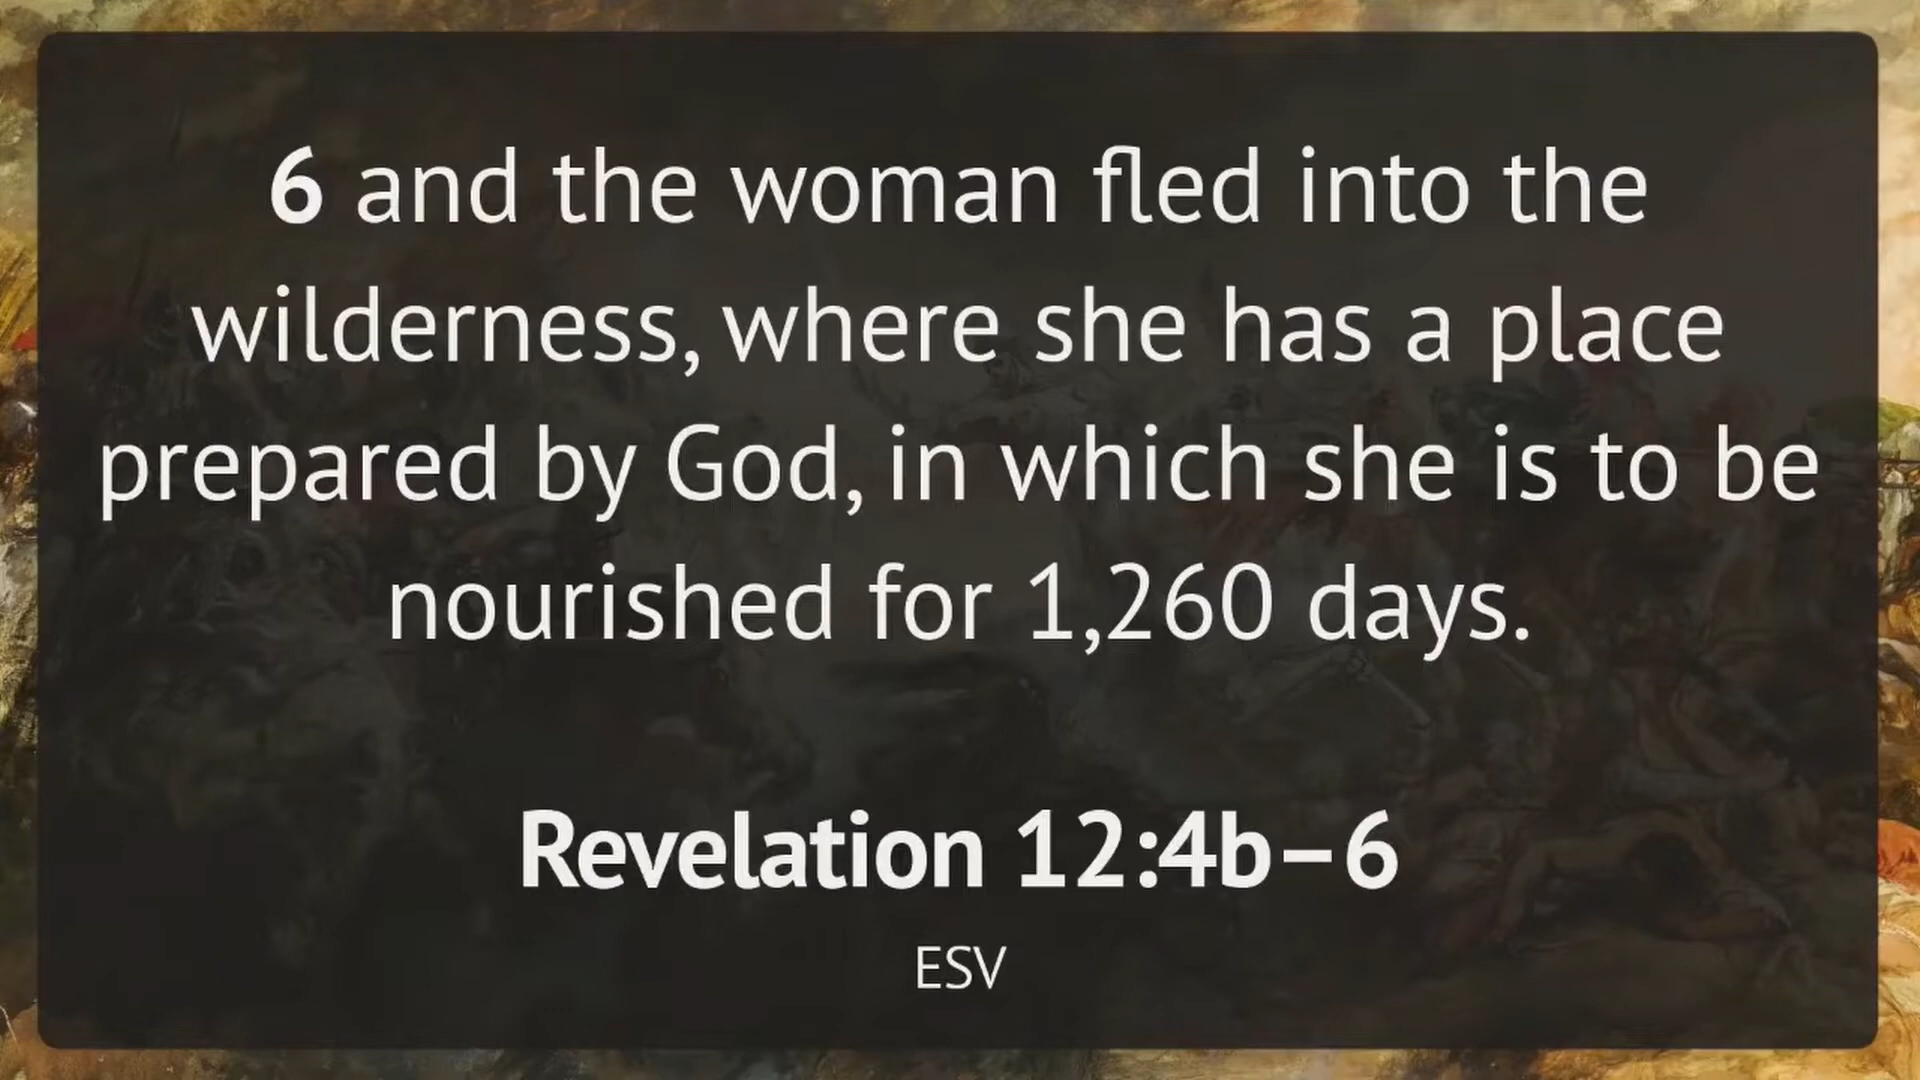 6 and the woman fled into the
wilderness, where she has a place
prepared by God, in which she is to be
nourished for 1,260 days.
Revelation 12:4b–6
ESV